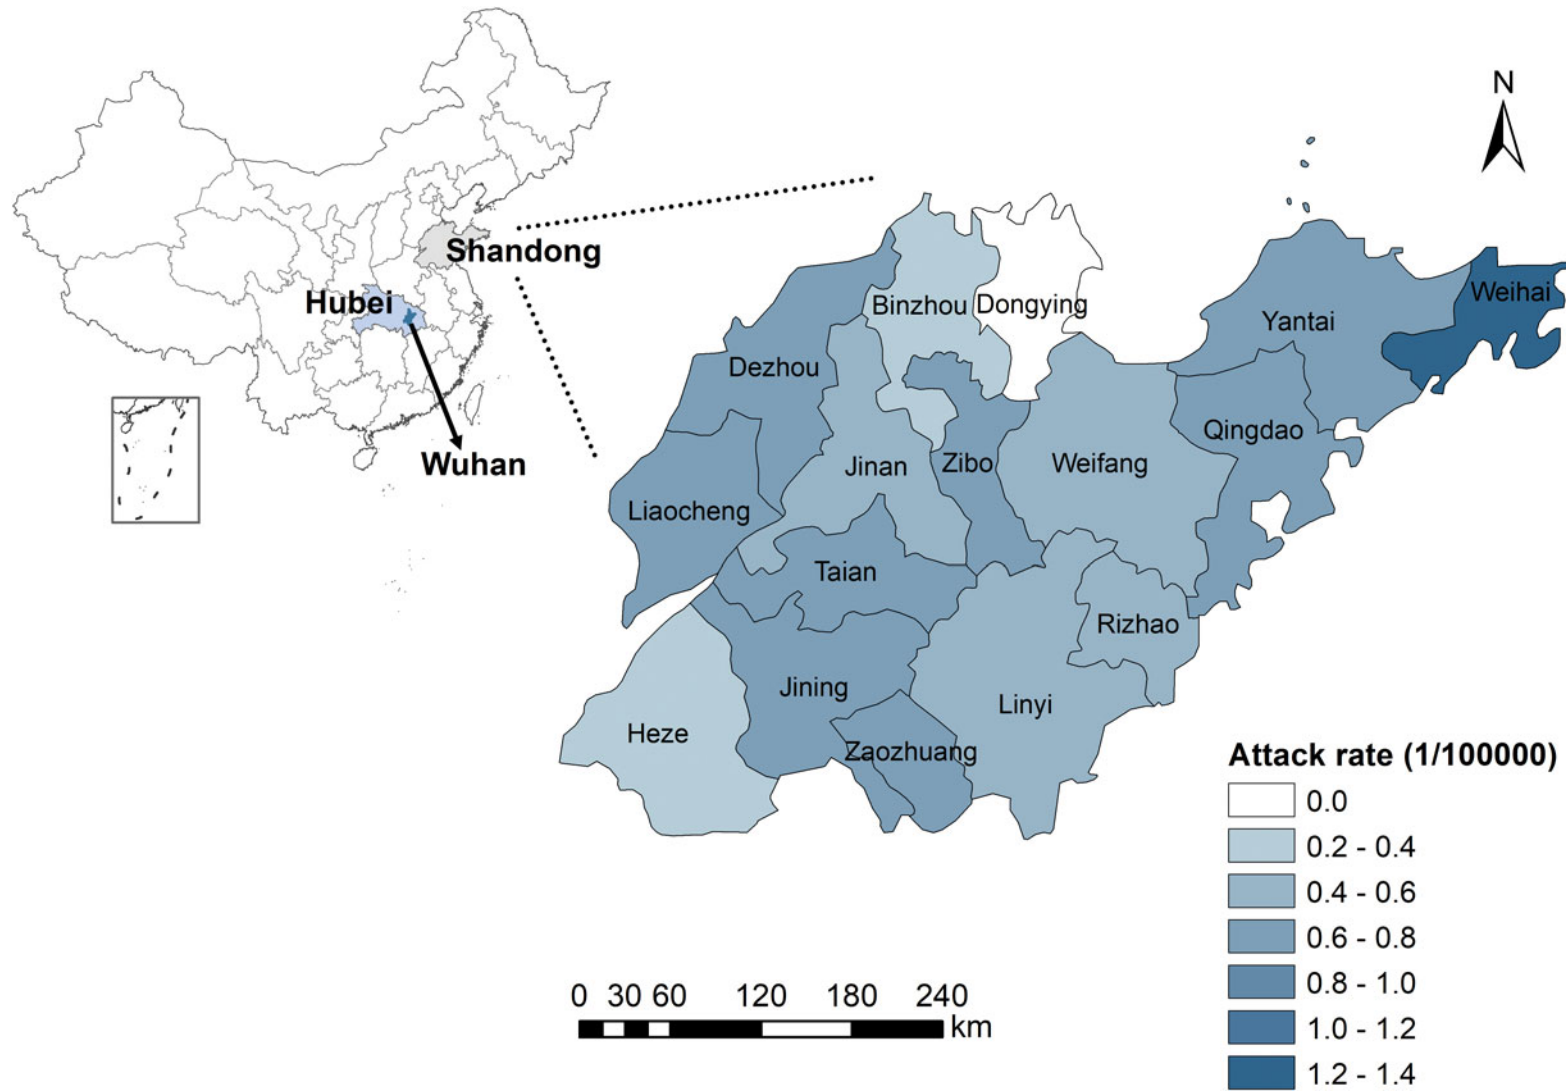 N
Shandong
Hubei
Wuhan
Binzhou
Dongying
Weihai
Yantai
Dezhou
Qingdao
Jinan
Zibo
Weifang
Liaocheng
Taian
Rizhao
Jining
Linyi
Heze
Zaozhuang
Attack rate (1/100000)
0.0
0.2 - 0.4
0.4 - 0.6
0.6 - 0.8
0.8 - 1.0
1.0 - 1.2
1.2 - 1.4
0 30 60 120 180 240
km